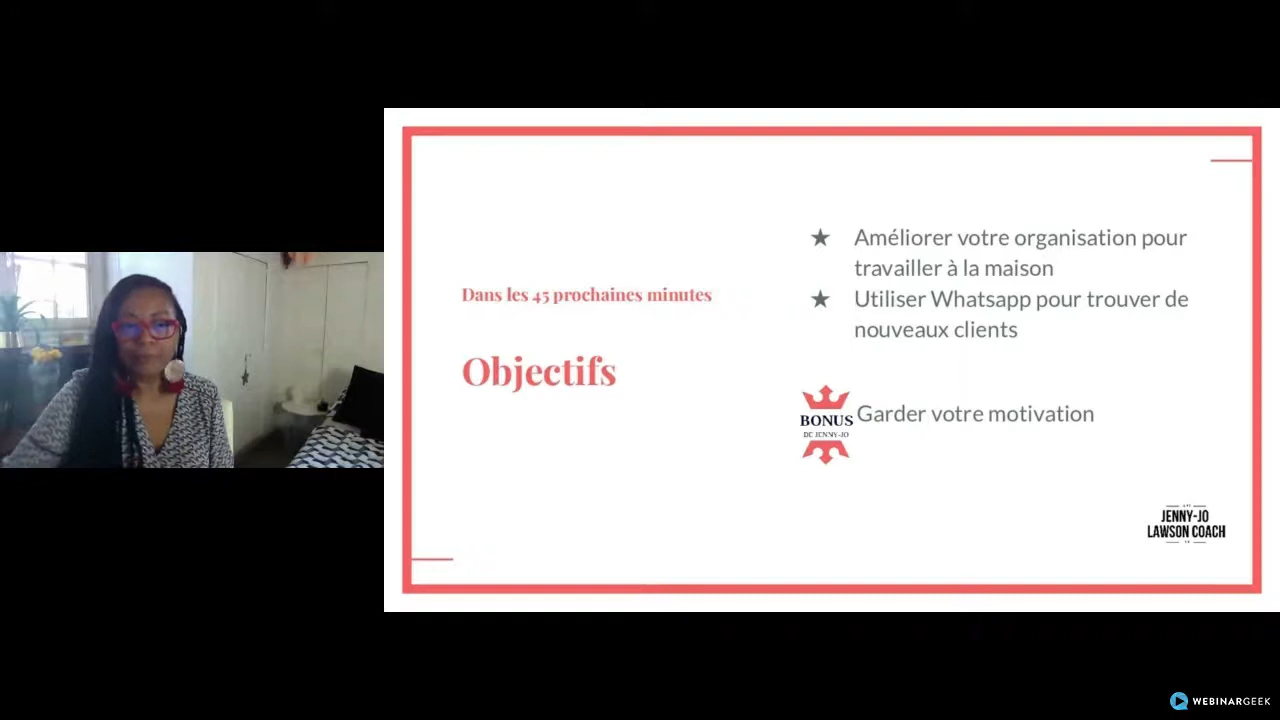 Dans les 45 prochaines minutes
Objectifs
★ Améliorer votre organisation pour
travailler à la maison
★ Utiliser Whatsapp pour trouver de
nouveaux clients
BONUS
DE JENNY-JO
Garder votre motivation
JENNY-JO
LAWSON COACH
WEBINARGEEK